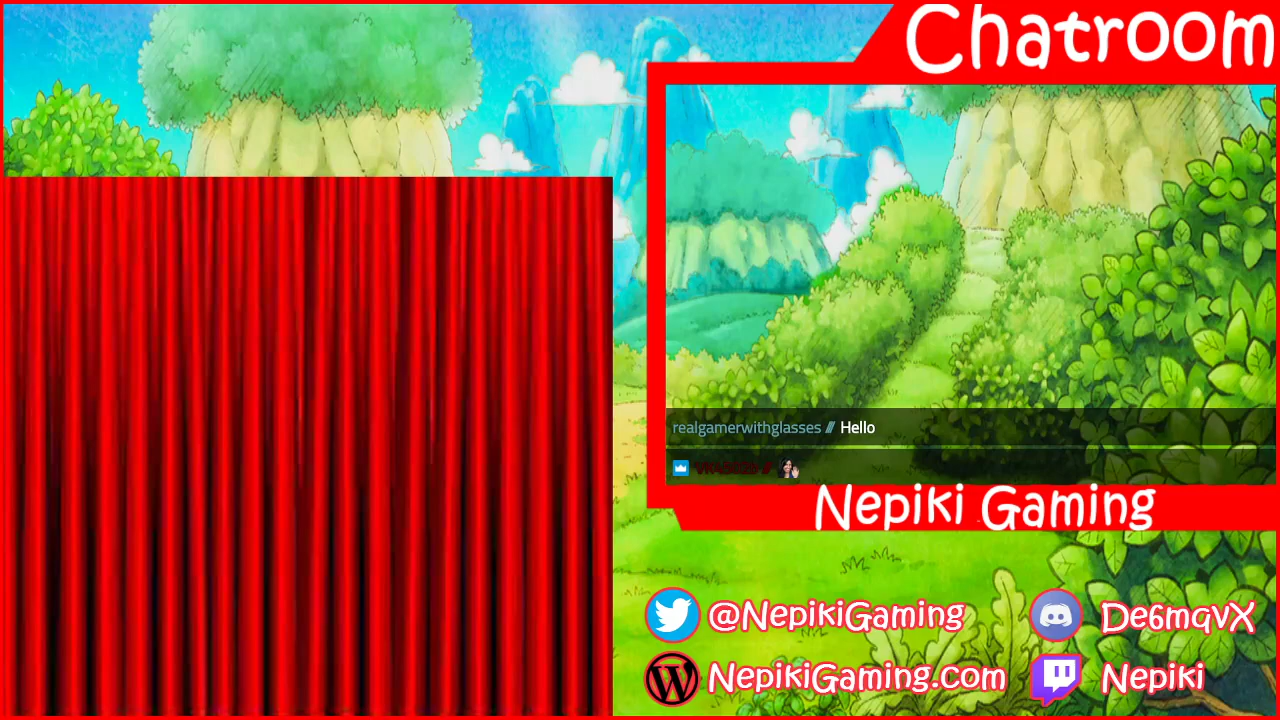 Chatroom
realgamerwithglasses // Hello
Nepiki Gaming
@NepikiGaming
De6mqvX
NepikiGaming.com
Nepiki